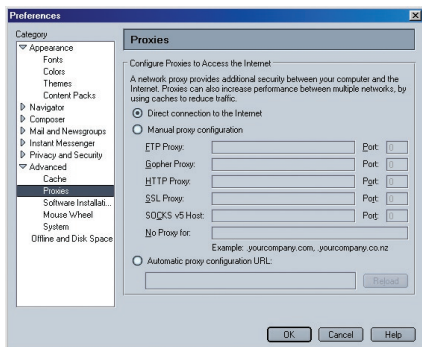 Preferences
Category
Appearance
Fonts
Colors
Themes
Content Packs
Navigator
Composer
Mail and Newsgroups
Instant Messenger
Privacy and Security
Advanced
Cache
Proxies
Software Installati...
Mouse Wheel
System
Offline and Disk Space
Proxies
Configure Proxies to Access the Internet
A network proxy provides additional security between your computer and the
Internet. Proxies can also increase performance between multiple networks, by
using caches to reduce traffic.
Direct connection to the Internet
Manual proxy configuration
FTP Proxy: Port: 0
Gopher Proxy: Port: 0
HTTP Proxy: Port: 0
SSL Proxy: Port: 0
SOCKS v5 Host: Port: 0
No Proxy for:
Example: .yourcompany.com, .yourcompany.co.nz
Automatic proxy configuration URL:
Reload
OK Cancel Help